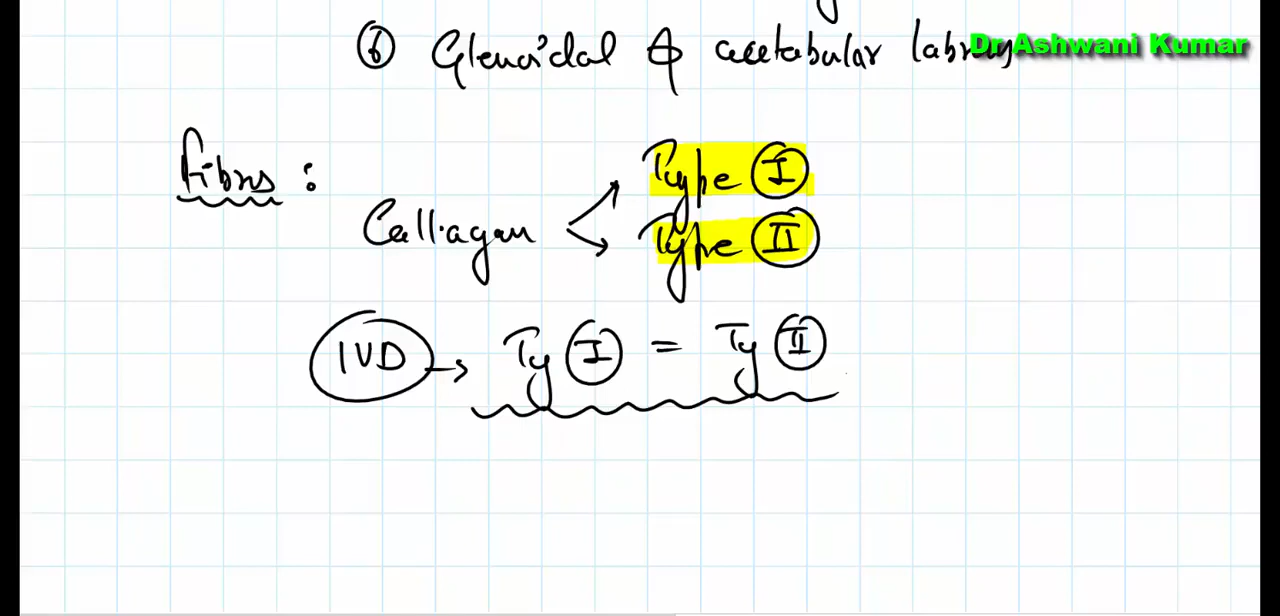 ⑥ Glenoidal & acetabular labrum
Dr Ashwani Kumar
Fibres :
Collagen
Type Ⅰ
Type Ⅱ
IVD → Ty Ⅰ = Ty Ⅱ